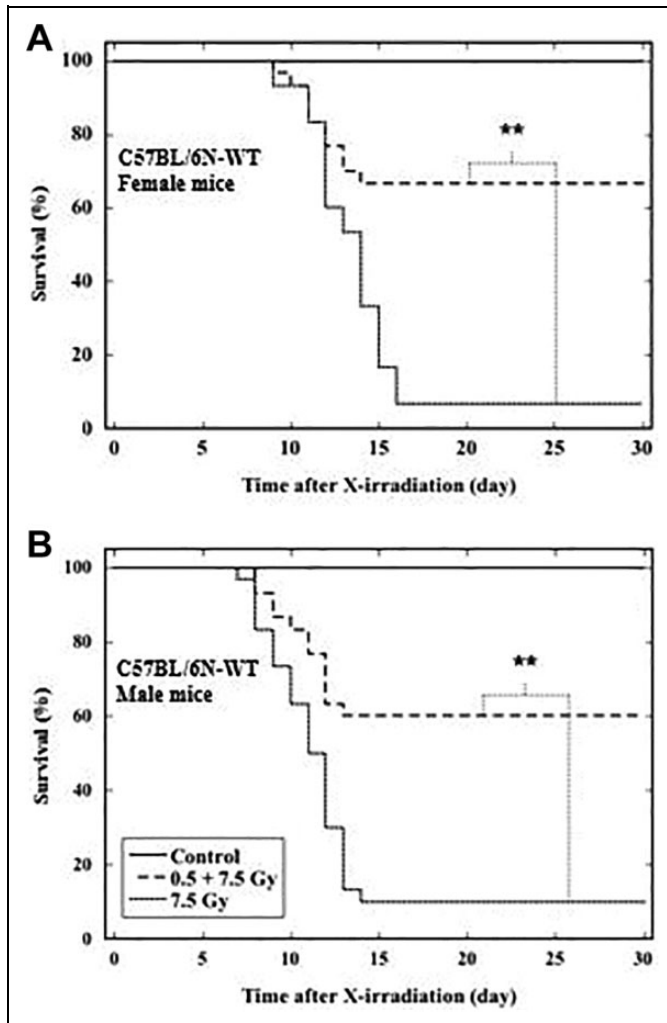 A
100
80
60
40
20
0
Survival (%)
C57BL/6N-WT
Female mice
**
0 5 10 15 20 25 30
Time after X-irradiation (day)
B
100
80
60
40
20
0
Survival (%)
C57BL/6N-WT
Male mice
**
Control
0.5 + 7.5 Gy
7.5 Gy
0 5 10 15 20 25 30
Time after X-irradiation (day)